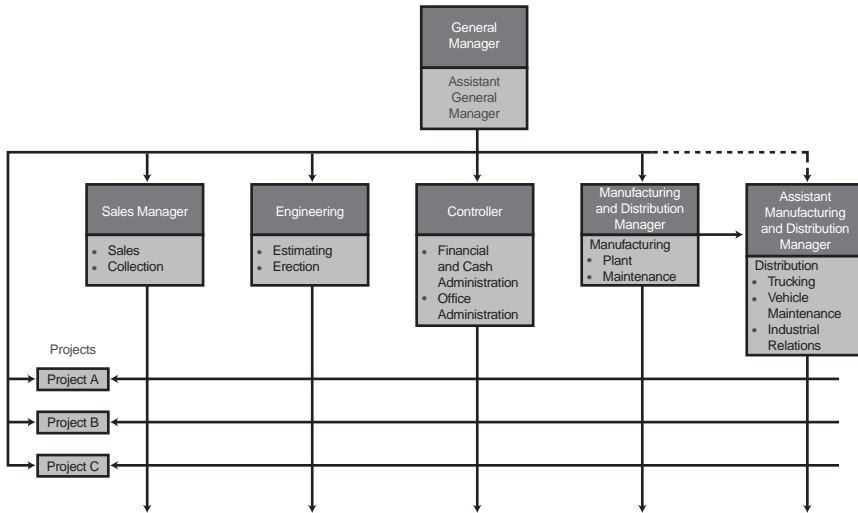 General
Manager
Assistant
General
Manager
Sales Manager
• Sales
• Collection
Engineering
• Estimating
• Erection
Controller
• Financial
and Cash
Administration
• Office
Administration
Manufacturing
and Distribution
Manager
Manufacturing
• Plant
• Maintenance
Assistant
Manufacturing
and Distribution
Manager
Distribution
• Trucking
• Vehicle
Maintenance
• Industrial
Relations
Projects
Project A
Project B
Project C